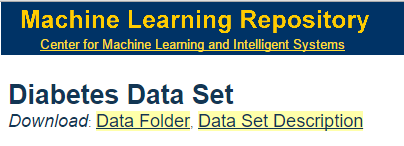 Machine Learning Repository
Center for Machine Learning and Intelligent Systems
Diabetes Data Set
Download: Data Folder, Data Set Description